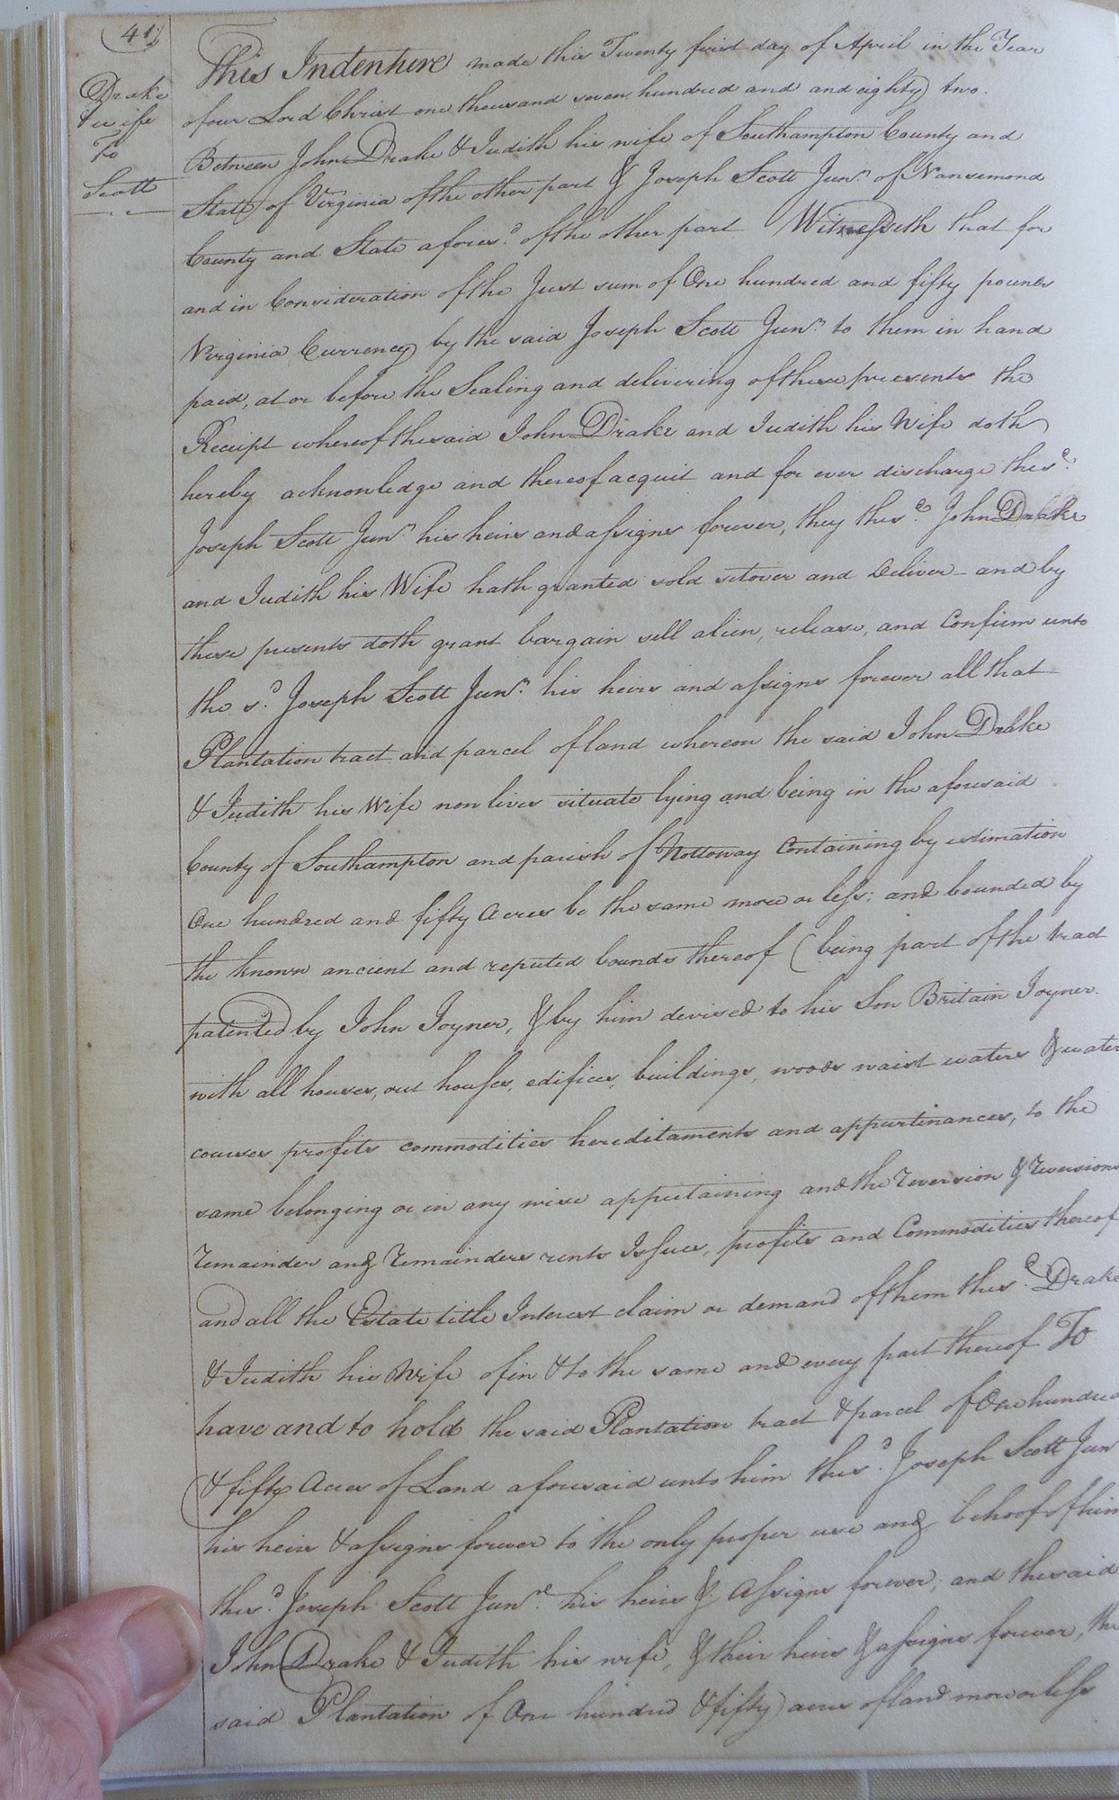 41
Drake
& wife
To
Scott
This Indenture made this Twenty first day of April in the Year
of our Lord Christ one thousand seven hundred and and eighty two.
Between John Drake & Judith his wife of Southampton County and
State of Virginia of the other part & Joseph Scott Junr. of Nansemond
County and State afores.d of the other part Witnesseth that for
and in Consideration of the Just sum of One hundred and fifty pounds
Virginia Currency by the said Joseph Scott Junr. to them in hand
paid, at or before the Sealing and delivering of these presents the
Receipt whereof the said John Drake and Judith his Wife doth
hereby acknowledge and thereof acquit and for ever discharge the s.d
Joseph Scott Junr. his heirs and assigns forever, they the s.d John Drake
and Judith his Wife hath granted sold setover and Deliver and by
these presents doth grant bargain sell alien, release, and Confirm unto
the s.d Joseph Scott Junr. his heirs and assigns forever all that
Plantation tract and parcel of land whereon the said John Drake
& Judith his Wife now lives situate lying and being in the aforesaid
County of Southampton and parish of Nottoway Containing by estimation
One hundred and fifty Acres be the same more or less; and bounded by
the known ancient and reputed bounds thereof (being part of the tract
patented by John Joyner, & by him devised to his Son Britain Joyner.
with all houses, out houses, edifices, buildings, woods waist waters & water
courses profits commodities hereditaments and appurtinances, to the
same belonging or in any wise appertaining and the reversion & reversions
remainder and remainders rents Issues, profits and Commodities thereof
and all the Estate title Interest claim or demand of them the s.d Drake
& Judith his Wife of in & to the same and every part thereof To
have and to hold the said Plantation tract & parcel of One hundred
& fifty Acres of Land aforesaid unto him the s.d Joseph Scott Jun
his heirs & assigns forever to the only proper use and behoof of him
the s.d Joseph Scott Junr. his heirs & Assigns forever; and the said
John Drake & Judith his wife, & their heirs & assigns forever, the
said Plantation of One hundred & fifty acres of land more or less